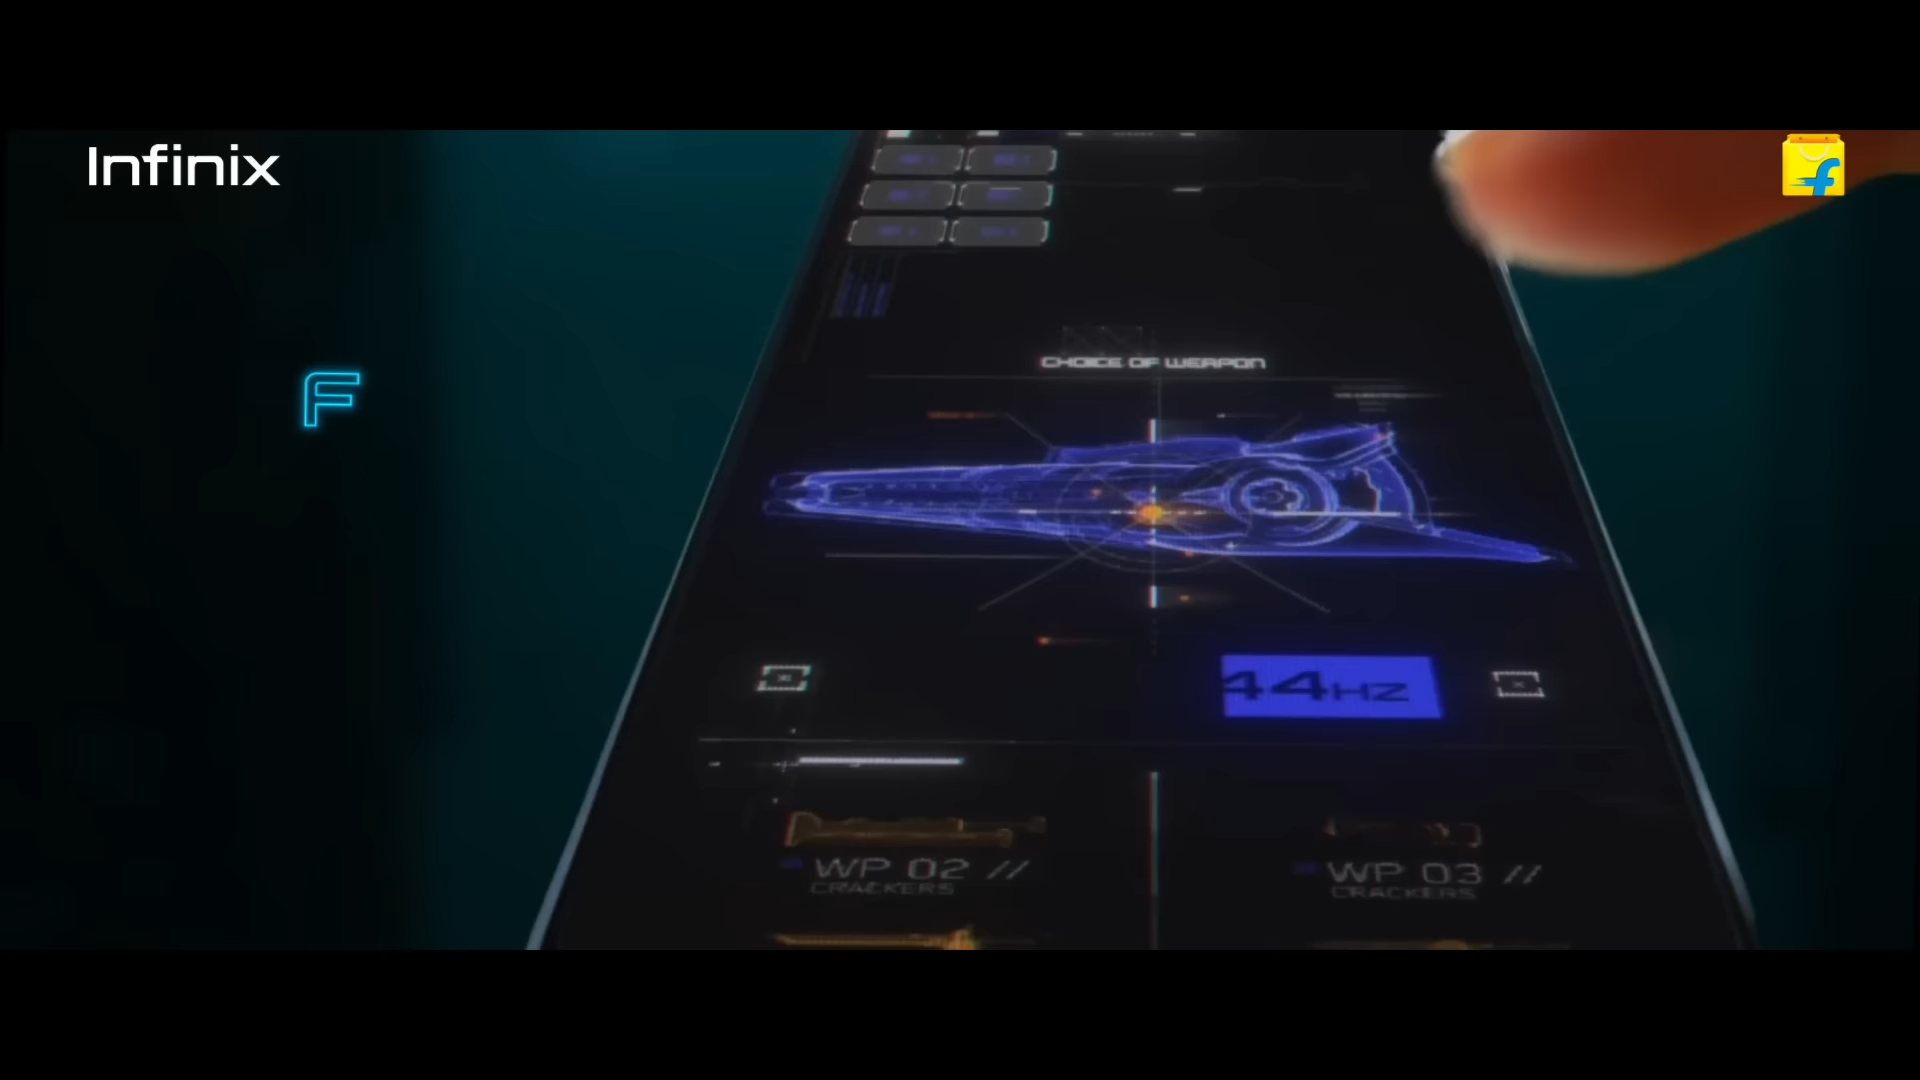 Infinix
F
CHOICE OF WEAPON
44HZ
WP 02 //
CRACKERS
WP 03 //
CRACKERS